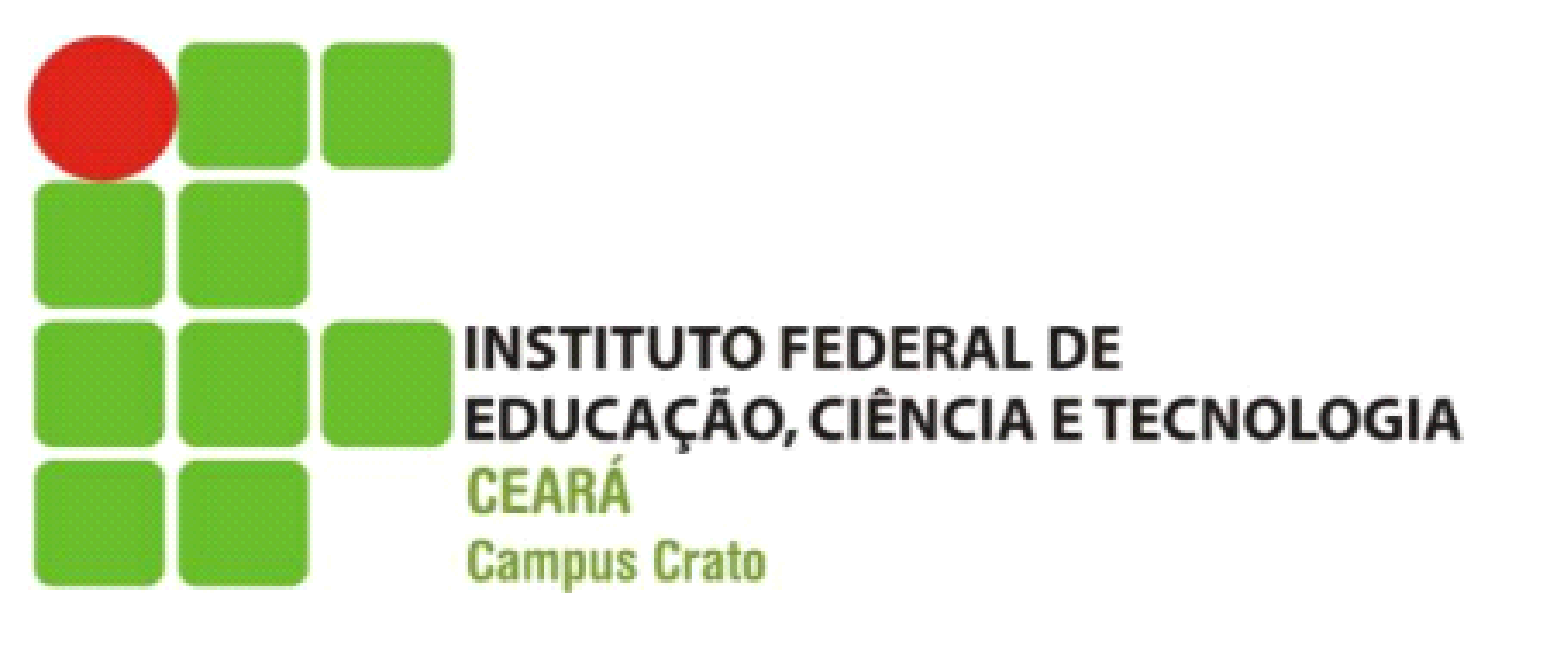 INSTITUTO FEDERAL DE
EDUCAÇÃO, CIÊNCIA E TECNOLOGIA
CEARÁ
Campus Crato